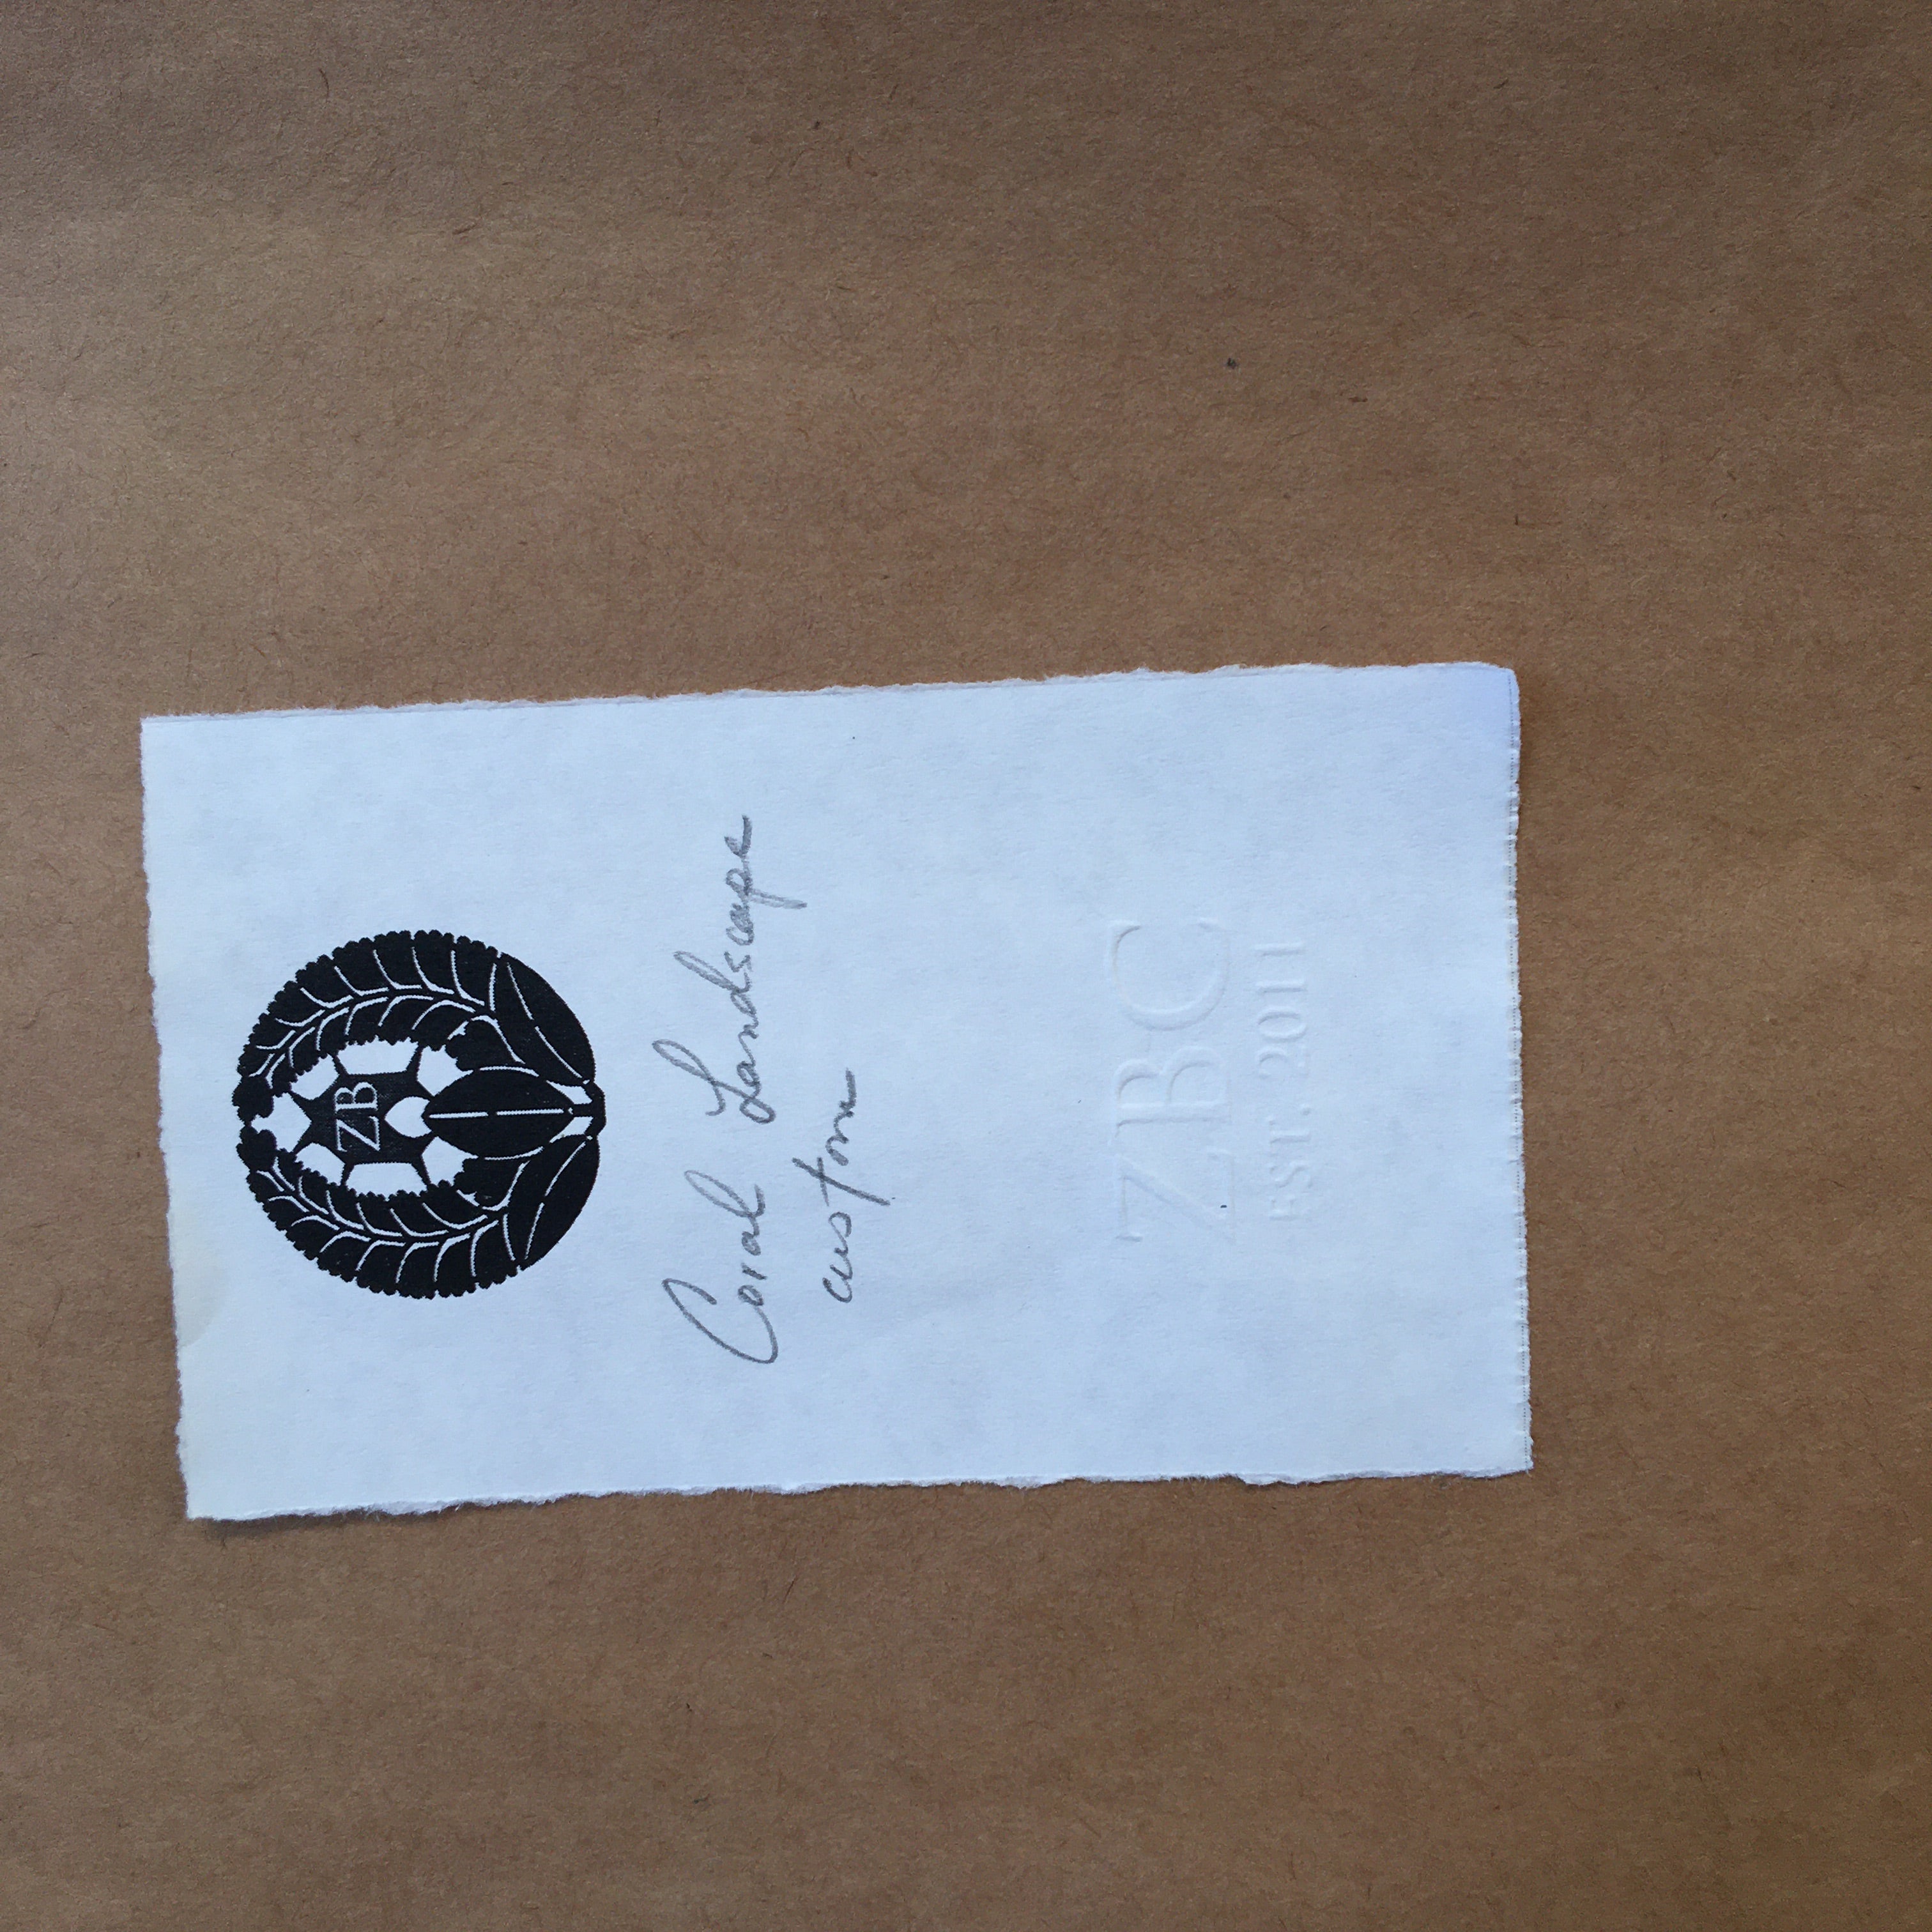 ZB
Coral Landscape
custom
ZBC
EST. 2011